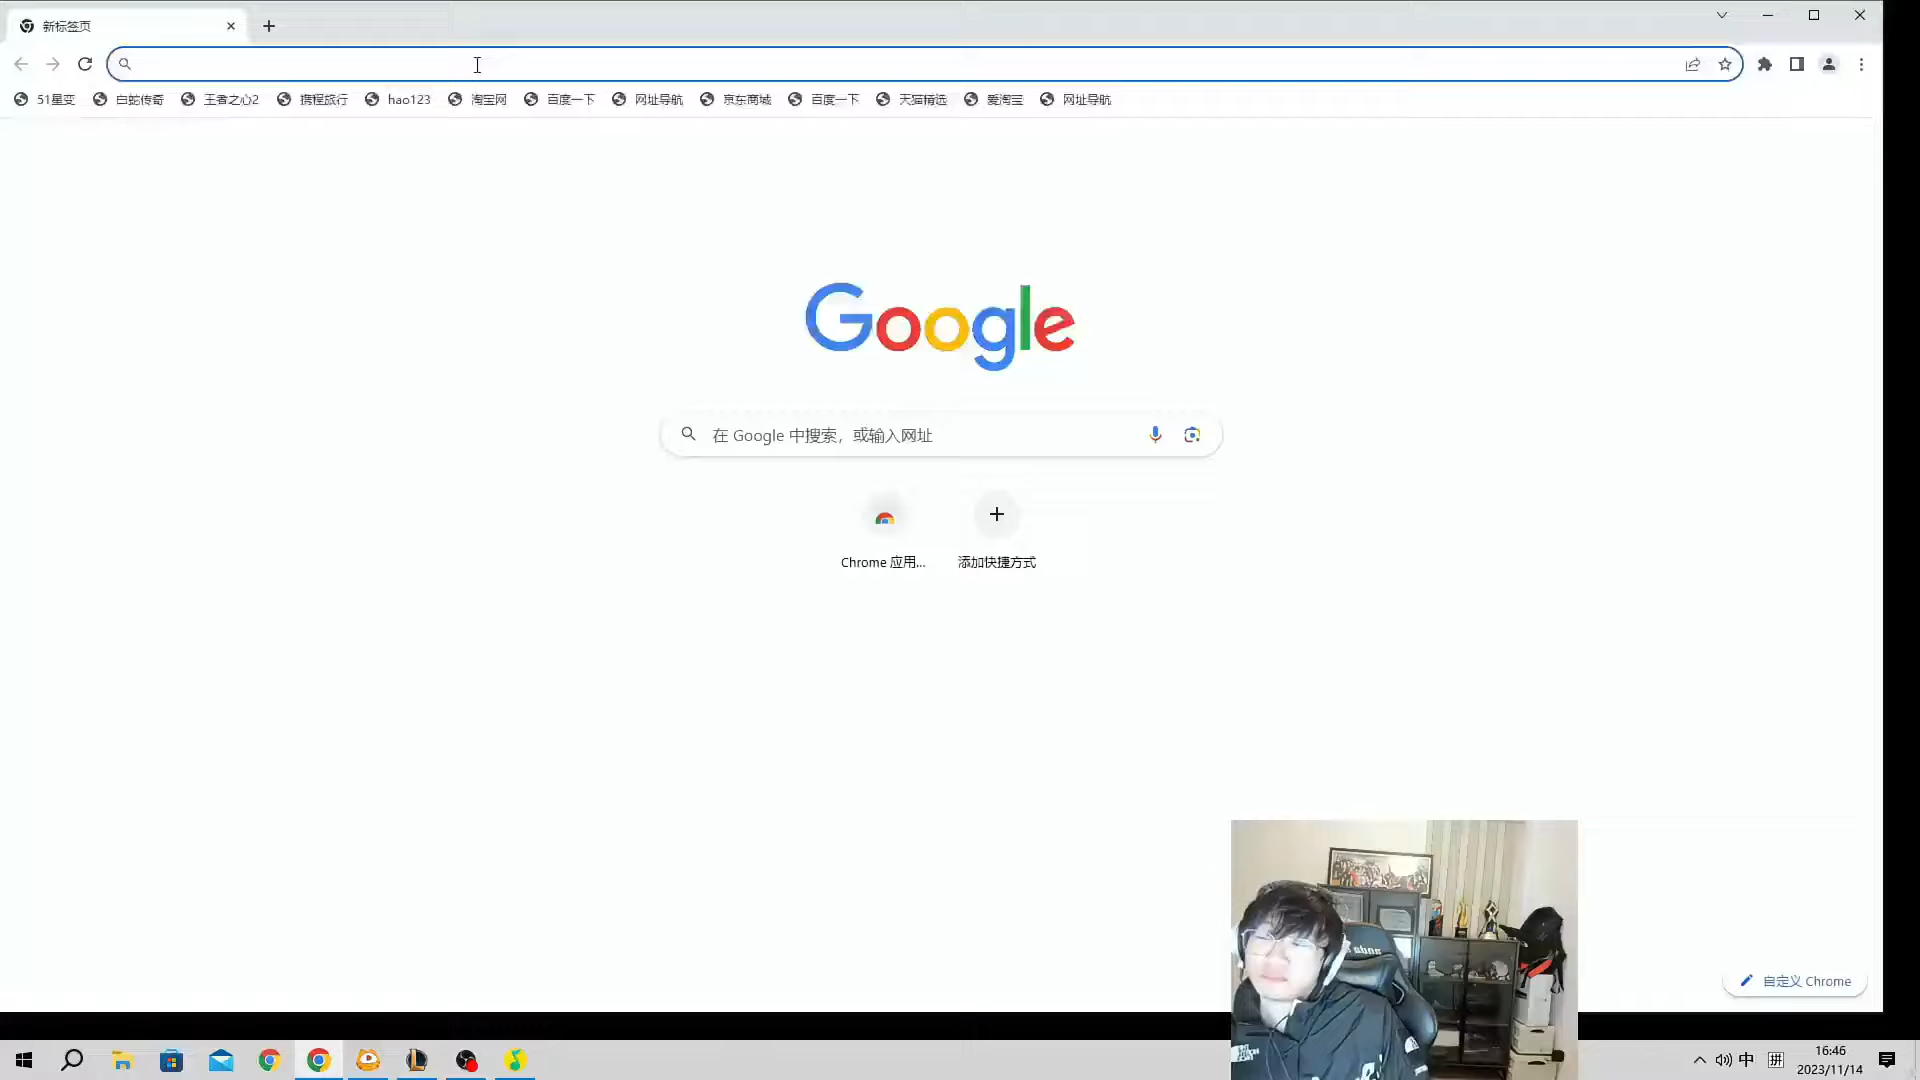 新标签页
51星变 白蛇传奇 王者之心2 携程旅行 hao123 淘宝网 百度一下 网址导航 京东商城 百度一下 天猫精选 爱淘宝 网址导航
Google
在 Google 中搜索，或输入网址
Chrome 应用... 添加快捷方式
自定义 Chrome
中 拼 16:46
2023/11/14